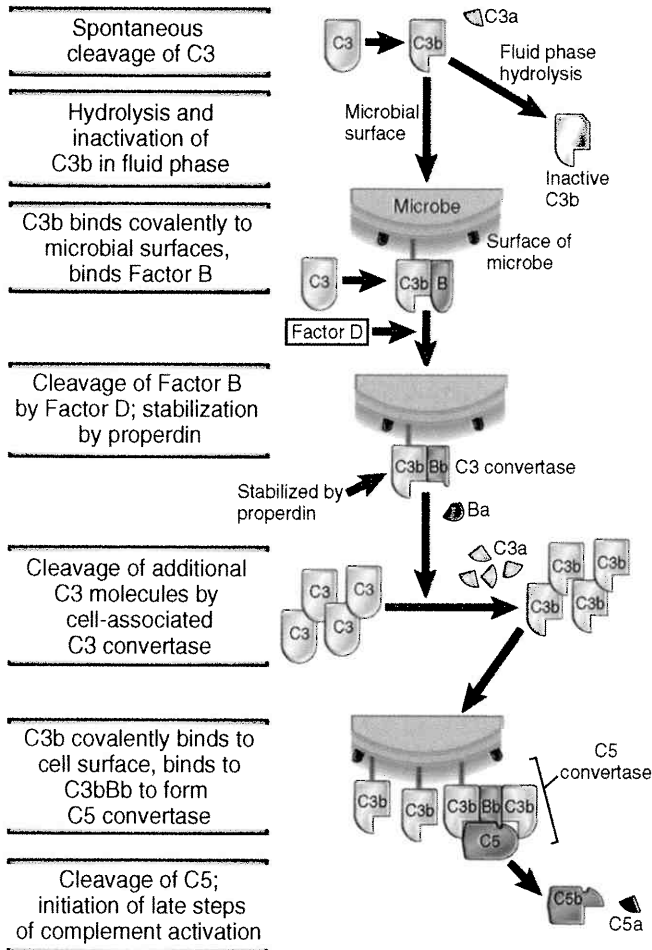 Spontaneous
cleavage of C3
C3
C3b
C3a
Fluid phase
hydrolysis
Hydrolysis and
inactivation of
C3b in fluid phase
Microbial
surface
Inactive
C3b
C3b binds covalently to
microbial surfaces,
binds Factor B
Microbe
Surface of
microbe
C3
C3b
B
Factor D
Cleavage of Factor B
by Factor D; stabilization
by properdin
C3b
Bb
C3 convertase
Stabilized by
properdin
Ba
Cleavage of additional
C3 molecules by
cell-associated
C3 convertase
C3a
C3
C3
C3
C3
C3b
C3b
C3b
C3b
C3b covalently binds to
cell surface, binds to
C3bBb to form
C5 convertase
C5
convertase
C3b
C3b
C3b
Bb
C3b
C5
Cleavage of C5;
initiation of late steps
of complement activation
C5b
C5a